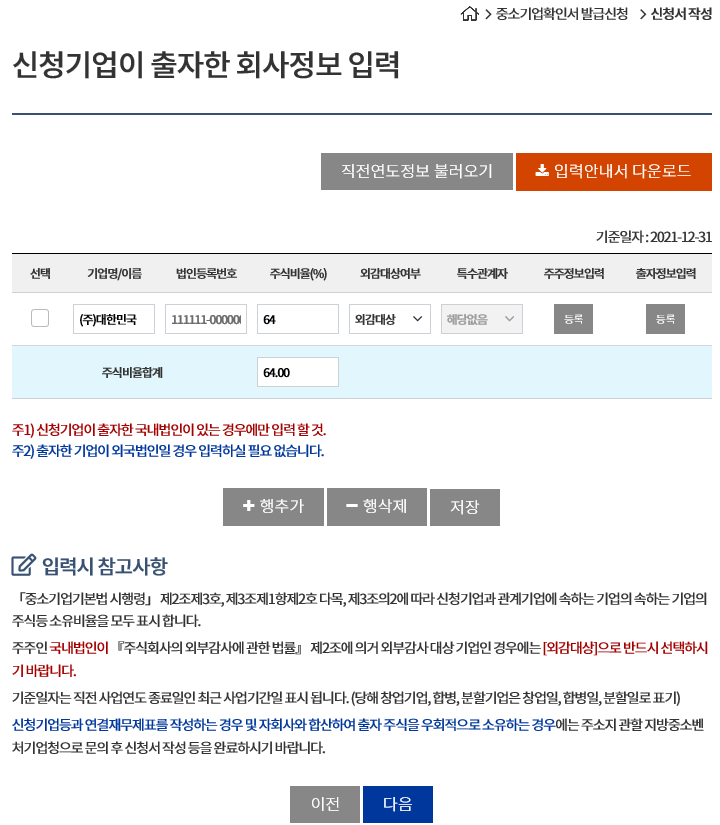 중소기업확인서 발급신청 > 신청서 작성
신청기업이 출자한 회사정보 입력
직전연도정보 불러오기 입력안내서 다운로드
기준일자 : 2021-12-31
선택 기업명/이름 법인등록번호 주식비율(%) 외감대상여부 특수관계자 주주정보입력 출자정보입력
(주)대한민국 111111-00000 64 외감대상 해당없음 등록 등록
주식비율합계 64.00
주1) 신청기업이 출자한 국내법인이 있는 경우에만 입력 할 것.
주2) 출자한 기업이 외국법인일 경우 입력하실 필요 없습니다.
행추가 행삭제 저장
입력시 참고사항
「중소기업기본법 시행령」 제2조제3호, 제3조제1항제2호 다목, 제3조의2에 따라 신청기업과 관계기업에 속하는 기업의 속하는 기업의
주식등 소유비율을 모두 표시 합니다.
주주인 국내법인이 『주식회사의 외부감사에 관한 법률』 제2조에 의거 외부감사 대상 기업인 경우에는 [외감대상]으로 반드시 선택하시
기 바랍니다.
기준일자는 직전 사업연도 종료일인 최근 사업기간일 표시 됩니다. (당해 창업기업, 합병, 분할기업은 창업일, 합병일, 분할일로 표기)
신청기업등과 연결재무제표를 작성하는 경우 및 자회사와 합산하여 출자 주식을 우회적으로 소유하는 경우에는 주소지 관할 지방중소벤
처기업청으로 문의 후 신청서 작성 등을 완료하시기 바랍니다.
이전 다음